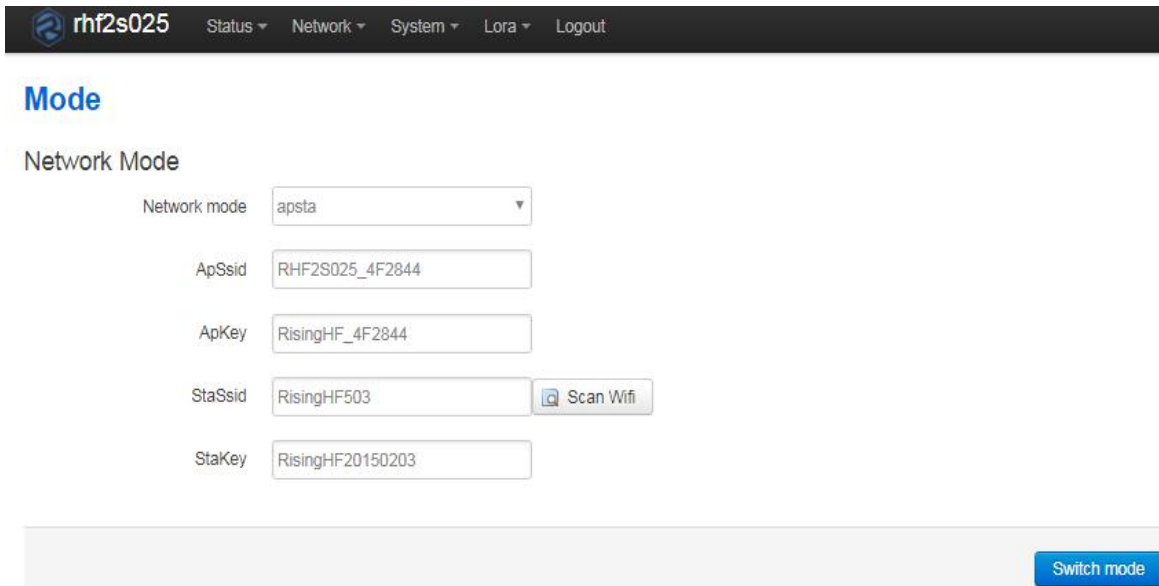 rhf2s025 Status Network System Lora Logout
Mode
Network Mode
Network mode apsta
ApSsid RHF2S025_4F2844
ApKey RisingHF_4F2844
StaSsid RisingHF503 Scan Wifi
StaKey RisingHF20150203
Switch mode